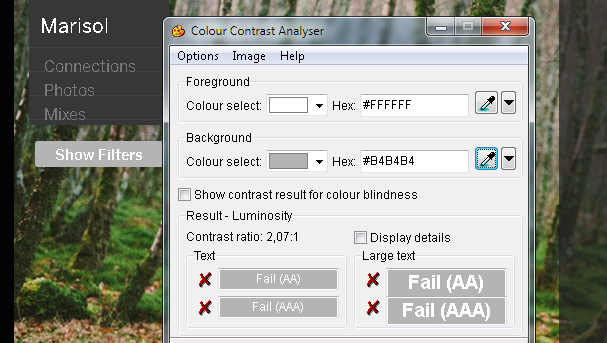 Marisol
Connections
Photos
Mixes
Show Filters
Colour Contrast Analyser
Options Image Help
Foreground
Colour select: Hex: #FFFFFF
Background
Colour select: Hex: #B4B4B4
Show contrast result for colour blindness
Result - Luminosity
Contrast ratio: 2,07:1 Display details
Text Large text
Fail (AA) Fail (AA)
Fail (AAA) Fail (AAA)